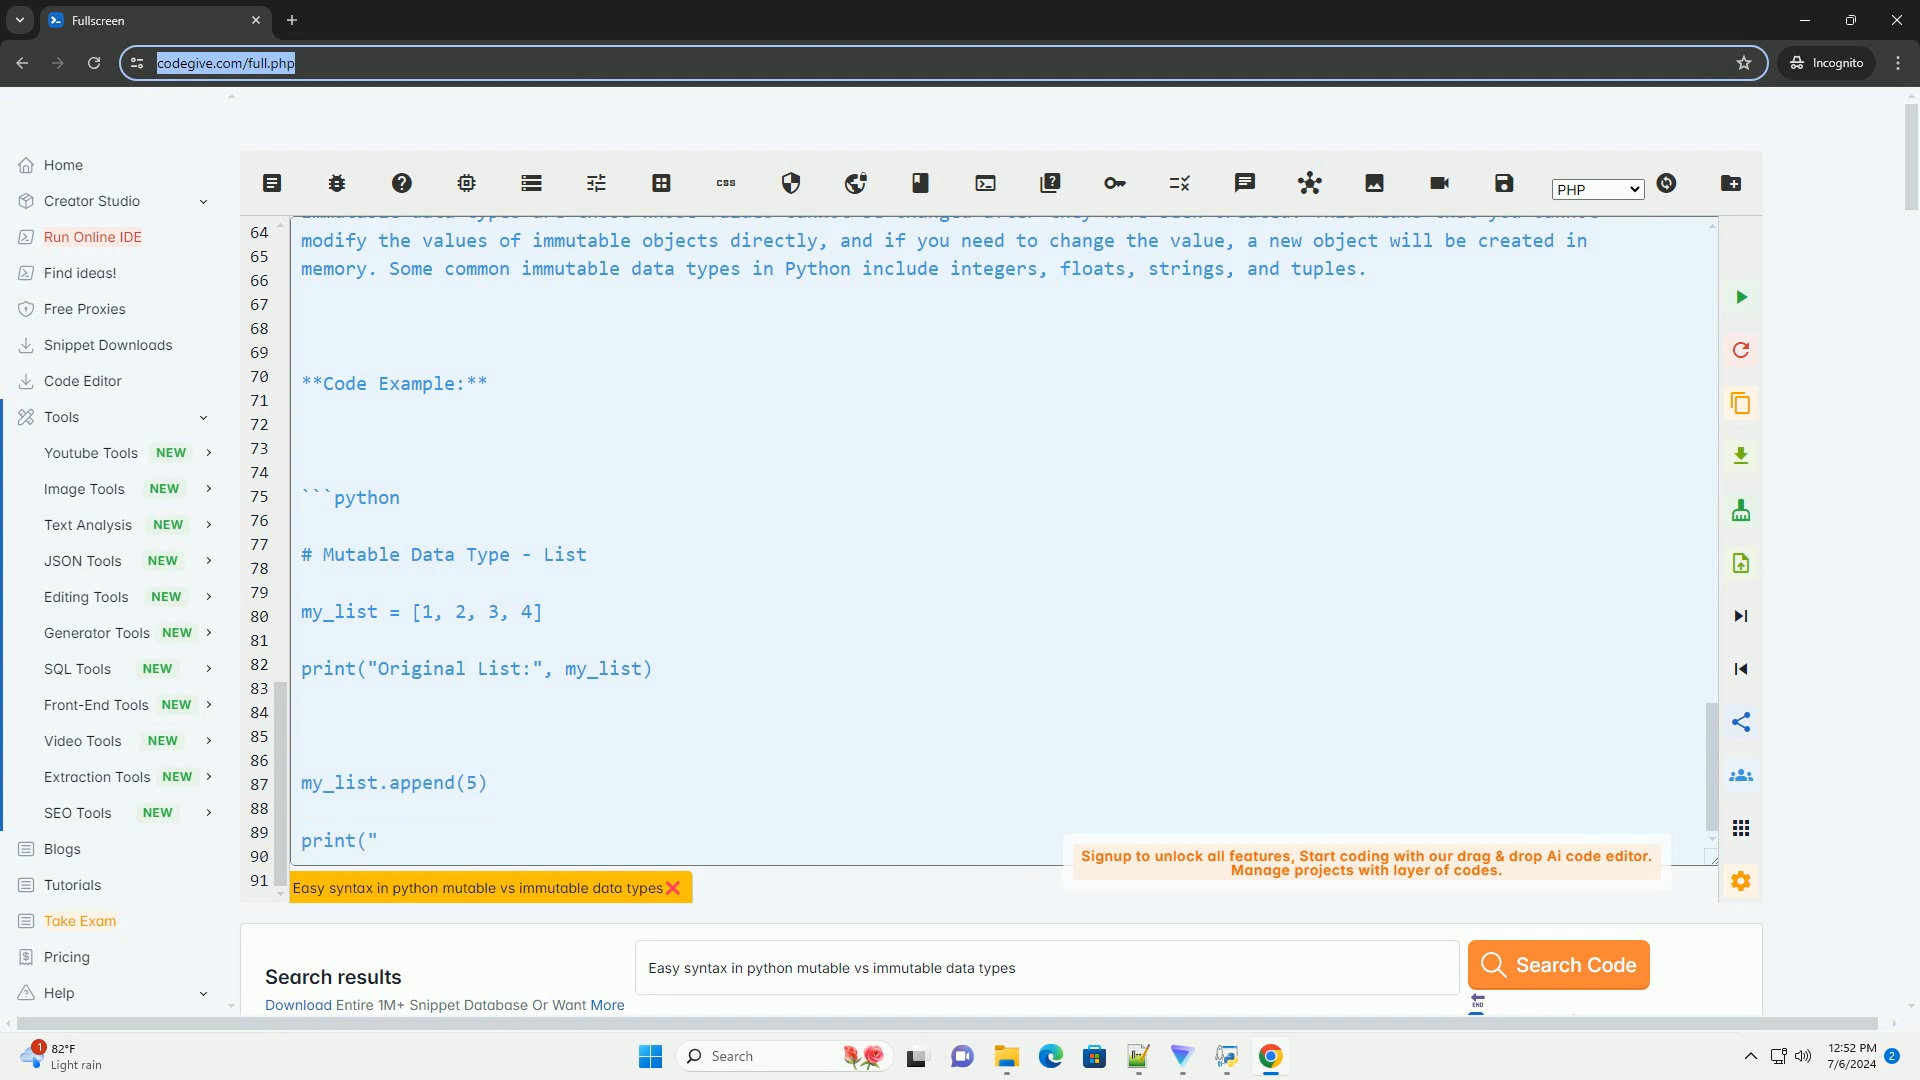 Fullscreen
codegive.com/full.php
Incognito
Home
Creator Studio
Run Online IDE
Find ideas!
Free Proxies
Snippet Downloads
Code Editor
Tools
Youtube Tools NEW
Image Tools NEW
Text Analysis NEW
JSON Tools NEW
Editing Tools NEW
Generator Tools NEW
SQL Tools NEW
Front-End Tools NEW
Video Tools NEW
Extraction Tools NEW
SEO Tools NEW
Blogs
Tutorials
Take Exam
Pricing
Help
css
PHP
64
65
66
67
68
69
70
71
72
73
74
75
76
77
78
79
80
81
82
83
84
85
86
87
88
89
90
91
modify the values of immutable objects directly, and if you need to change the value, a new object will be created in
memory. Some common immutable data types in Python include integers, floats, strings, and tuples.
**Code Example:**
```python
# Mutable Data Type - List
my_list = [1, 2, 3, 4]
print("Original List:", my_list)
my_list.append(5)
print("
Signup to unlock all features, Start coding with our drag & drop Ai code editor.
Manage projects with layer of codes.
Easy syntax in python mutable vs immutable data types
Search results
Download Entire 1M+ Snippet Database Or Want More
Easy syntax in python mutable vs immutable data types
Search Code
END
1
82°F
Light rain
Search
12:52 PM
7/6/2024
2